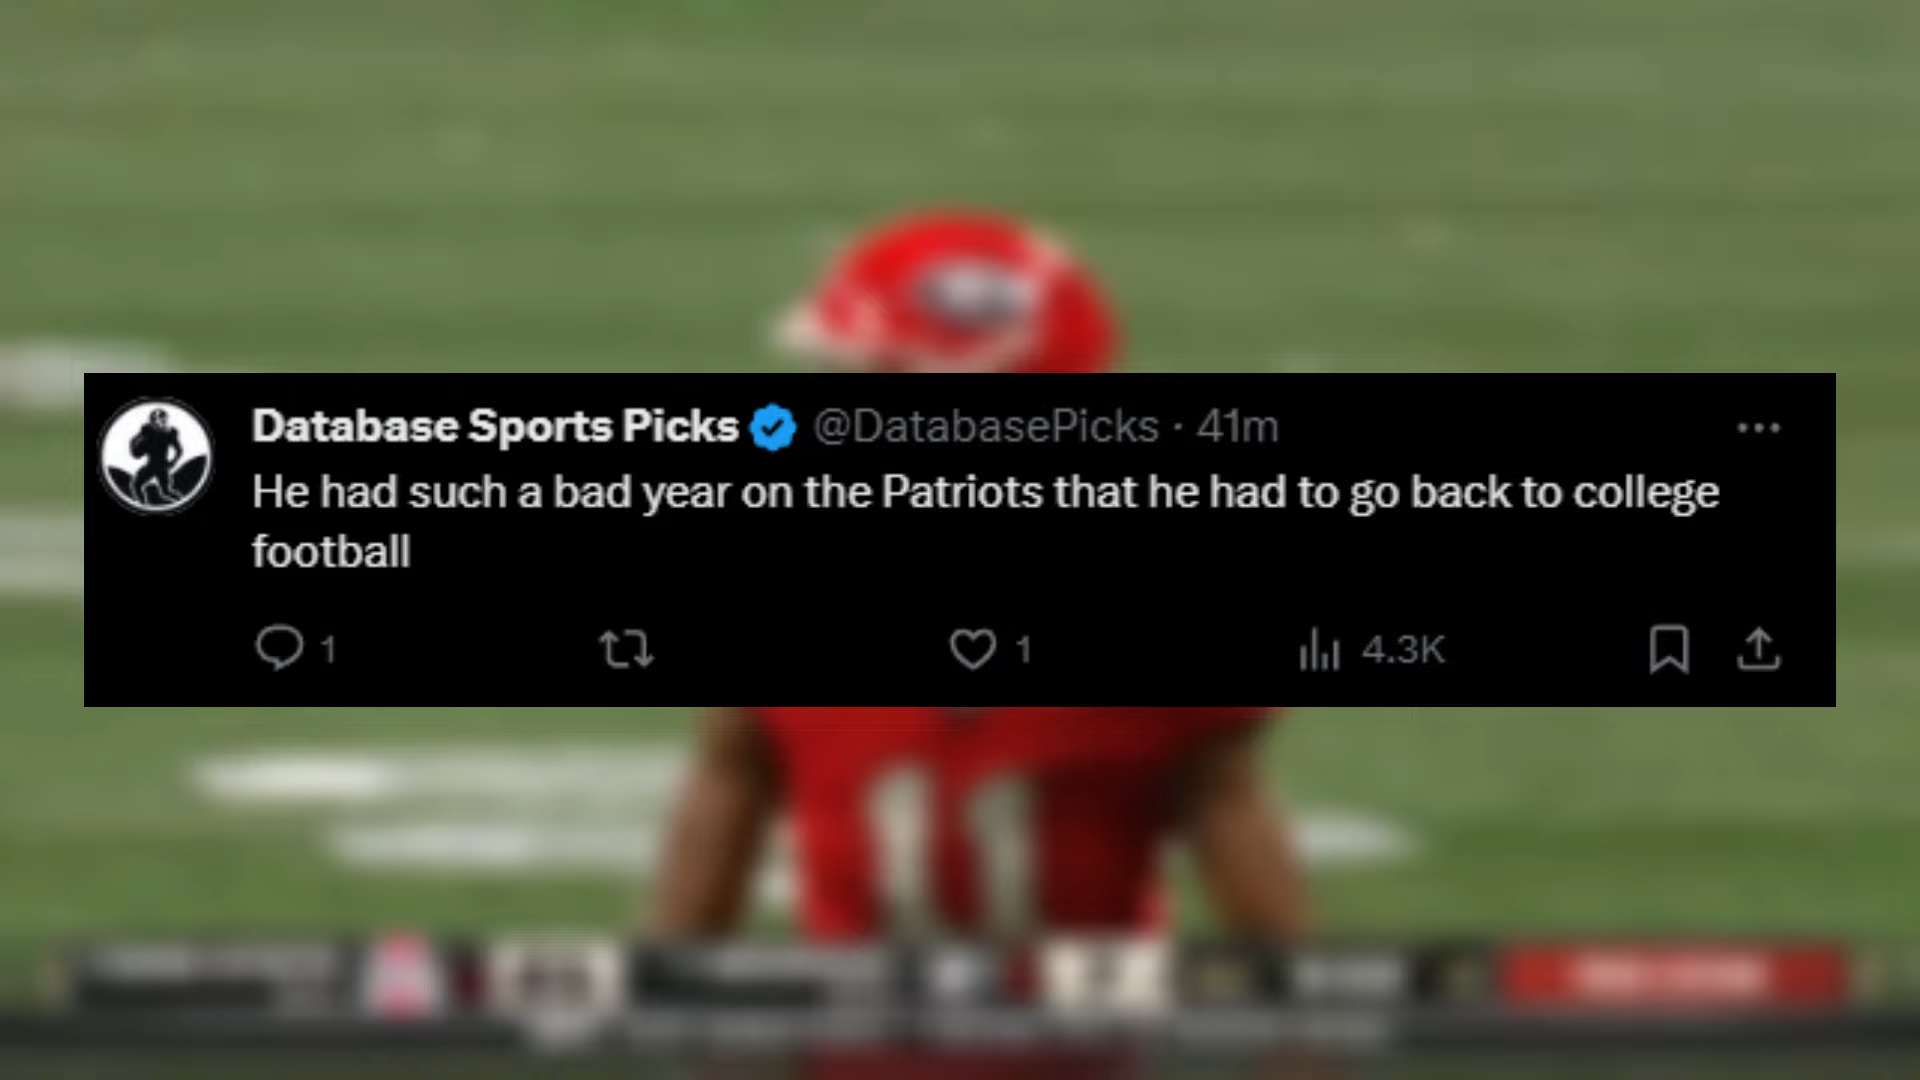 Database Sports Picks @DatabasePicks · 41m
He had such a bad year on the Patriots that he had to go back to college
football
1 1 4.3K